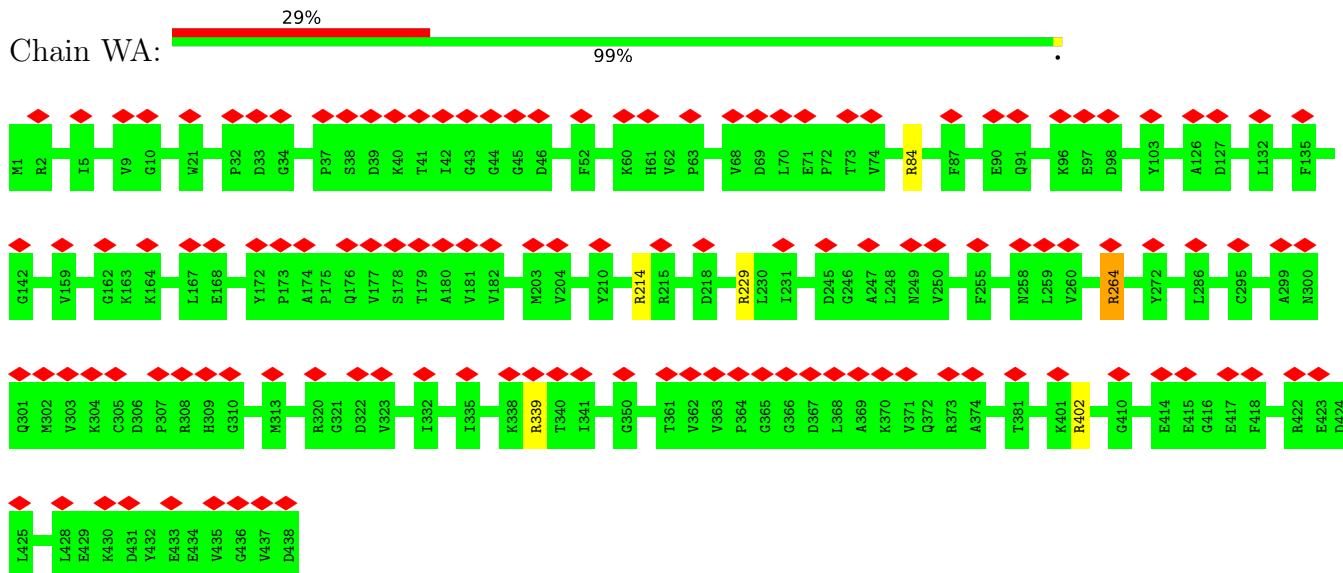 29%
Chain WA:
99%
.
M1 R2 I5 V9 G10 W21 P32 D33 G34 P37 S38 D39 K40 T41 I42 G43 G44 G45 D46 F52 K60 H61 V62 P63 V68 D69 L70 E71 P72 T73 V74 R84 F87 E90 Q91 K96 E97 D98 Y103 A126 D127 L132 F135
G142 V159 G162 K163 K164 L167 E168 Y172 P173 A174 P175 Q176 V177 S178 T179 A180 V181 V182 M203 V204 Y210 R214 R215 D218 R229 L230 I231 D245 G246 A247 L248 N249 V250 F255 N258 L259 V260 R264 Y272 L286 C295 A299 N300
Q301 M302 V303 K304 C305 D306 P307 R308 H309 G310 M313 R320 G321 D322 V323 I332 I335 K338 R339 T340 I341 G350 T361 V362 V363 P364 G365 G366 D367 L368 A369 K370 V371 Q372 R373 A374 T381 K401 R402 G410 E414 E415 G416 E417 F418 R422 E423 D424
L425 L428 E429 K430 D431 Y432 E433 E434 V435 G436 V437 D438